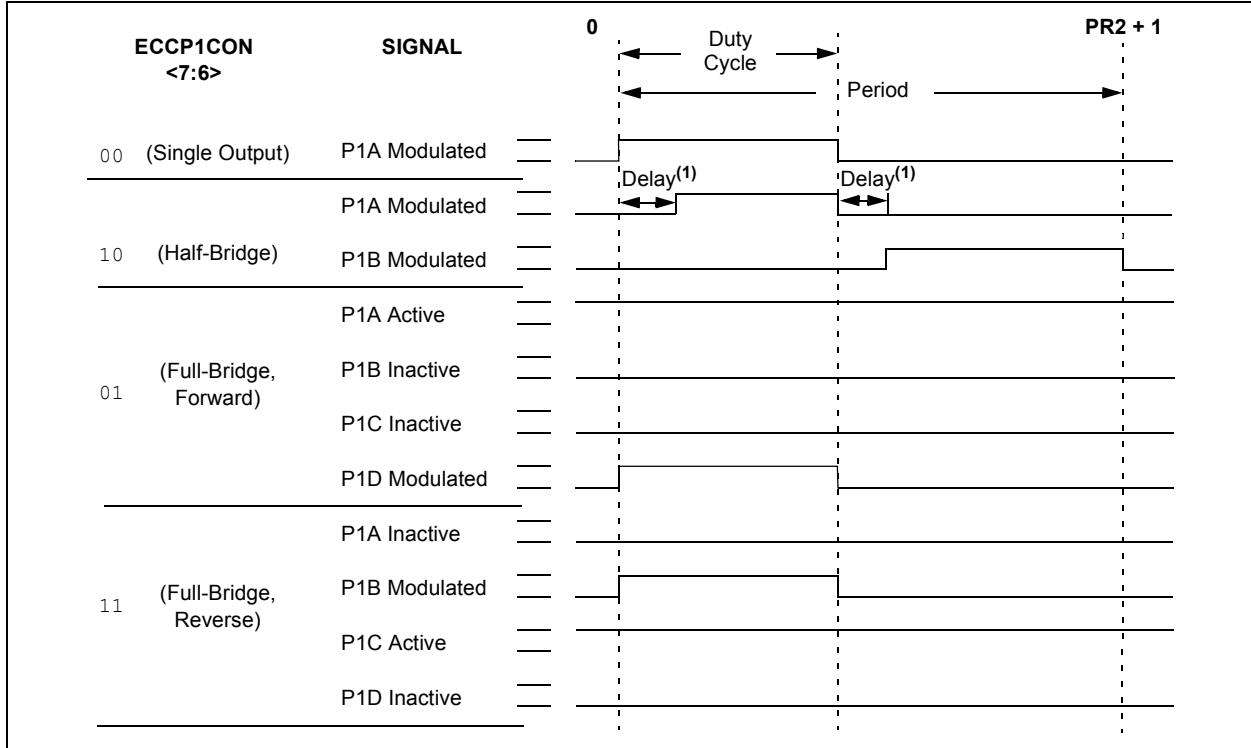 ECCP1CON
<7:6>
SIGNAL
0
PR2 + 1
Duty
Cycle
Period
00 (Single Output) P1A Modulated
Delay(1) Delay(1)
P1A Modulated
10 (Half-Bridge) P1B Modulated
P1A Active
01 (Full-Bridge,
Forward)
P1B Inactive
P1C Inactive
P1D Modulated
P1A Inactive
11 (Full-Bridge,
Reverse)
P1B Modulated
P1C Active
P1D Inactive